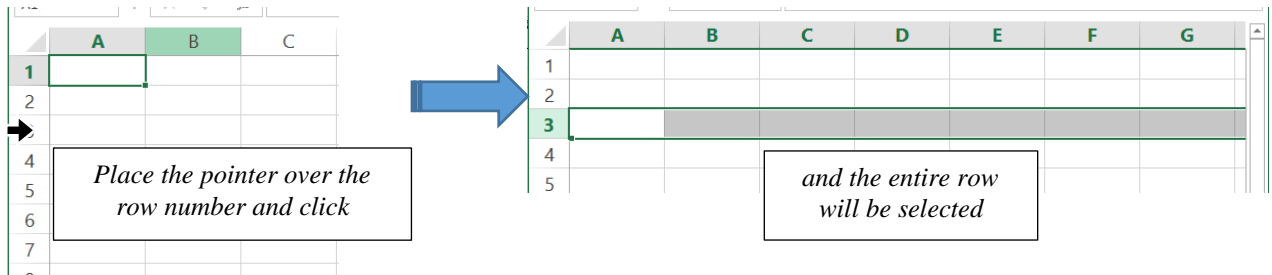 A B C
1
2
4
5
6
7
Place the pointer over the
row number and click
A B C D E F G
1
2
3
4
5
and the entire row
will be selected